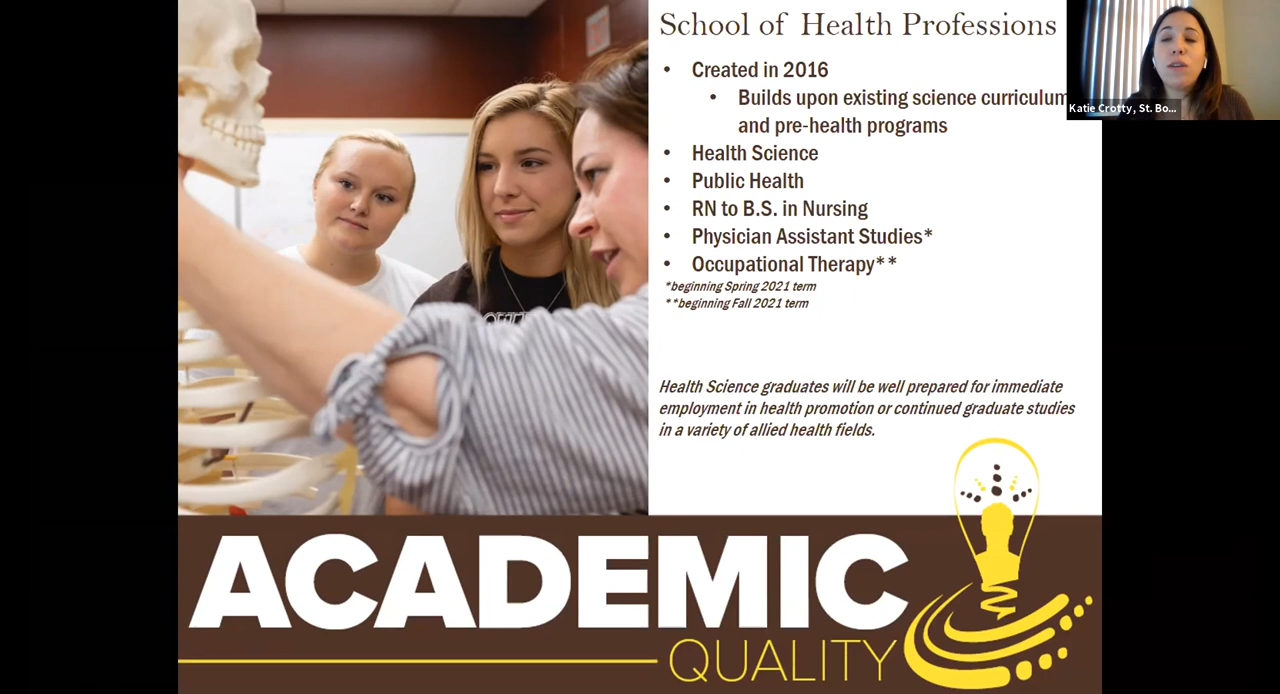 School of Health Professions
• Created in 2016
• Builds upon existing science curriculum
and pre-health programs
• Health Science
• Public Health
• RN to B.S. in Nursing
• Physician Assistant Studies*
• Occupational Therapy**
*beginning Spring 2021 term
**beginning Fall 2021 term
Health Science graduates will be well prepared for immediate
employment in health promotion or continued graduate studies
in a variety of allied health fields.
ACADEMIC
QUALITY
Katie Crotty, St. Bo...